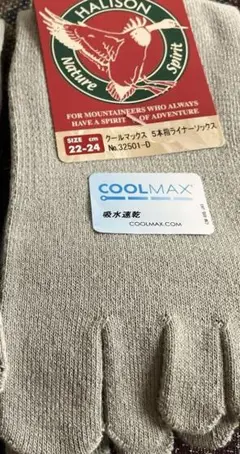 HALISON
Nature Spirit
FOR MOUNTAINEERS WHO ALWAYS
HAVE A SPIRIT OF ADVENTURE
SIZE cm
22-24
クールマックス 5本指ライナーソックス
No.32501-D
COOLMAX®
吸水速乾
COOLMAX.COM